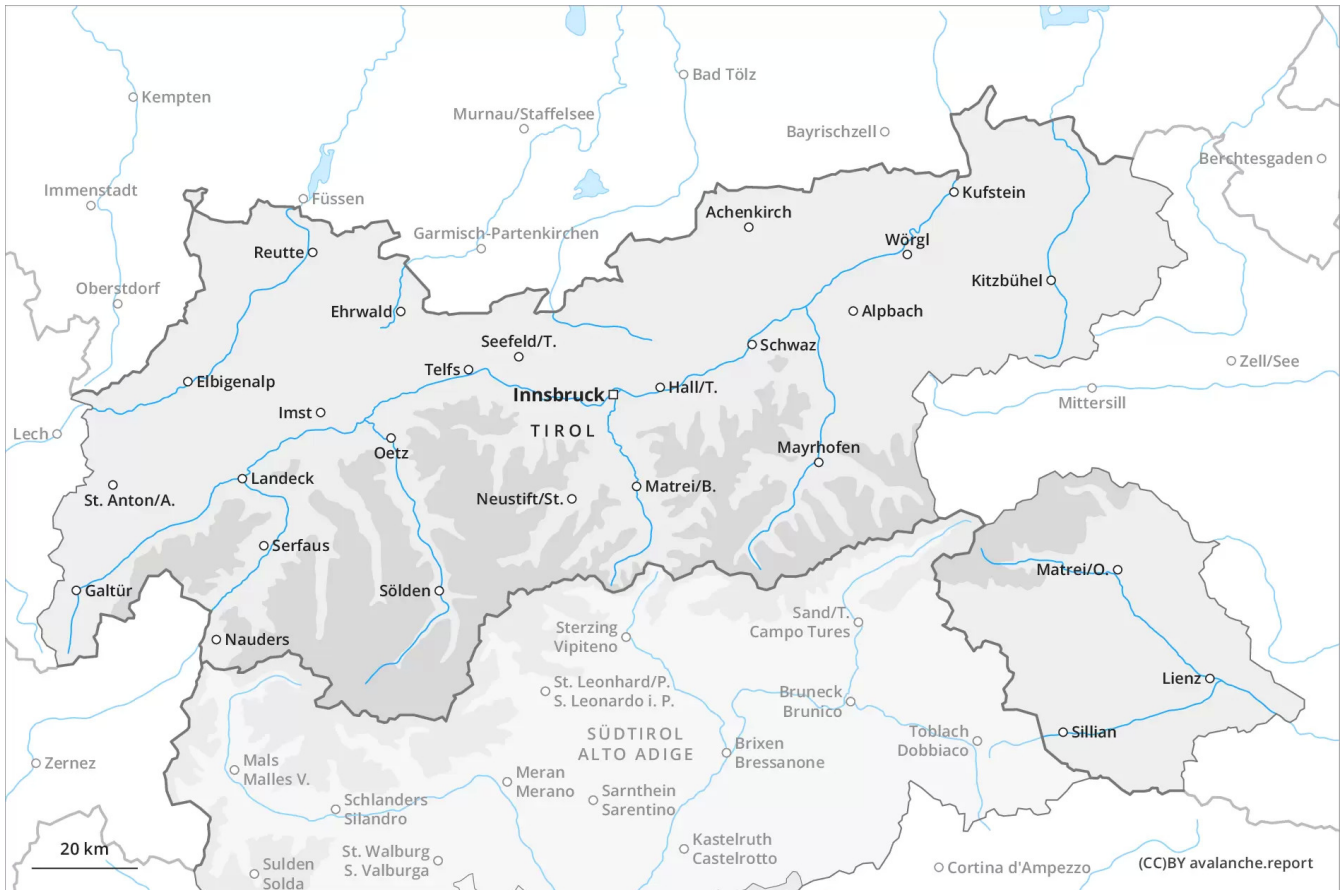 Kempten
Bad Tölz
Murnau/Staffelsee
Bayrischzell
Berchtesgaden
Immenstadt
Füssen
Kufstein
Achenkirch
Garmisch-Partenkirchen
Wörgl
Reutte
Kitzbühel
Oberstdorf
Ehrwald
Alpbach
Seefeld/T.
Schwaz
Zell/See
Telfs
Elbigenalp
Hall/T.
Innsbruck
Mittersill
Imst
TIROL
Lech
Mayrhofen
Oetz
Landeck
Matrei/B.
St. Anton/A.
Neustift/St.
Serfaus
Matrei/O.
Galtür
Sölden
Sand/T.
Campo Tures
Sterzing
Vipiteno
Nauders
Lienz
St. Leonhard/P.
S. Leonardo i. P.
Bruneck
Brunico
SÜDTIROL
ALTO ADIGE
Toblach
Dobbiaco
Sillian
Brixen
Bressanone
Zernez
Mals
Malles V.
Meran
Merano
Sarnthein
Sarentino
Schlanders
Silandro
Kastelruth
Castelrotto
20 km
St. Walburg
S. Valburga
Sulden
Solda
Cortina d'Ampezzo
(CC)BY avalanche.report